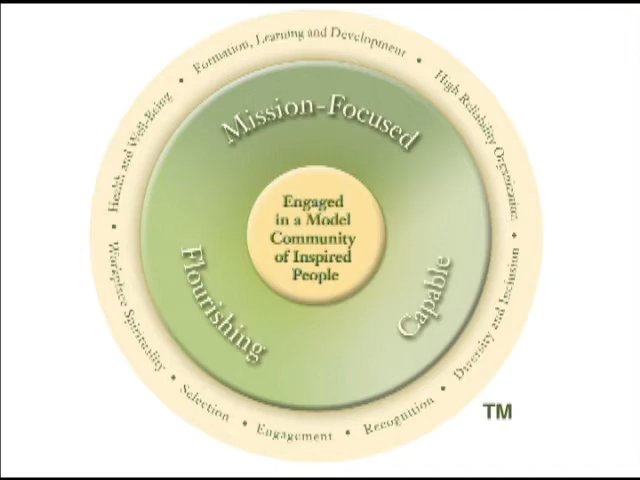 Formation, Learning and Development
•
High Reliability Organization
•
Diversity and Inclusion
•
Recognition
•
Engagement
•
Selection
•
Workplace Spirituality
•
Health and Well-Being
•
Mission-Focused
Capable
Flourishing
Engaged
in a Model
Community
of Inspired
People
TM